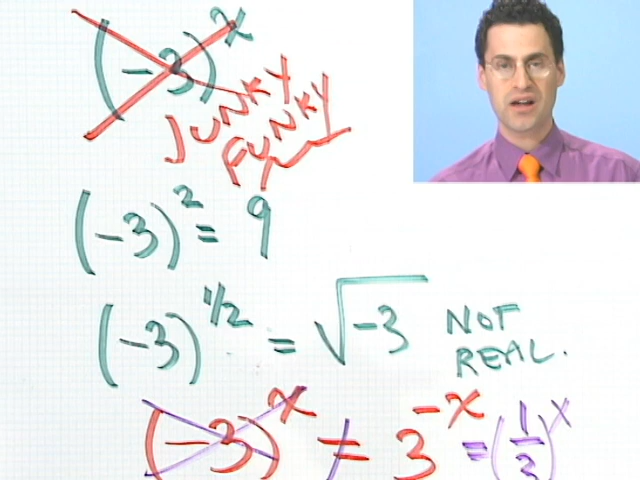 (-3)^x
JUNKY
FUNKY
(-3)^2 = 9
(-3)^{1/2} = √-3 NOT
REAL.
(-3)^x ≠ 3^{-x} = (1/3)^x